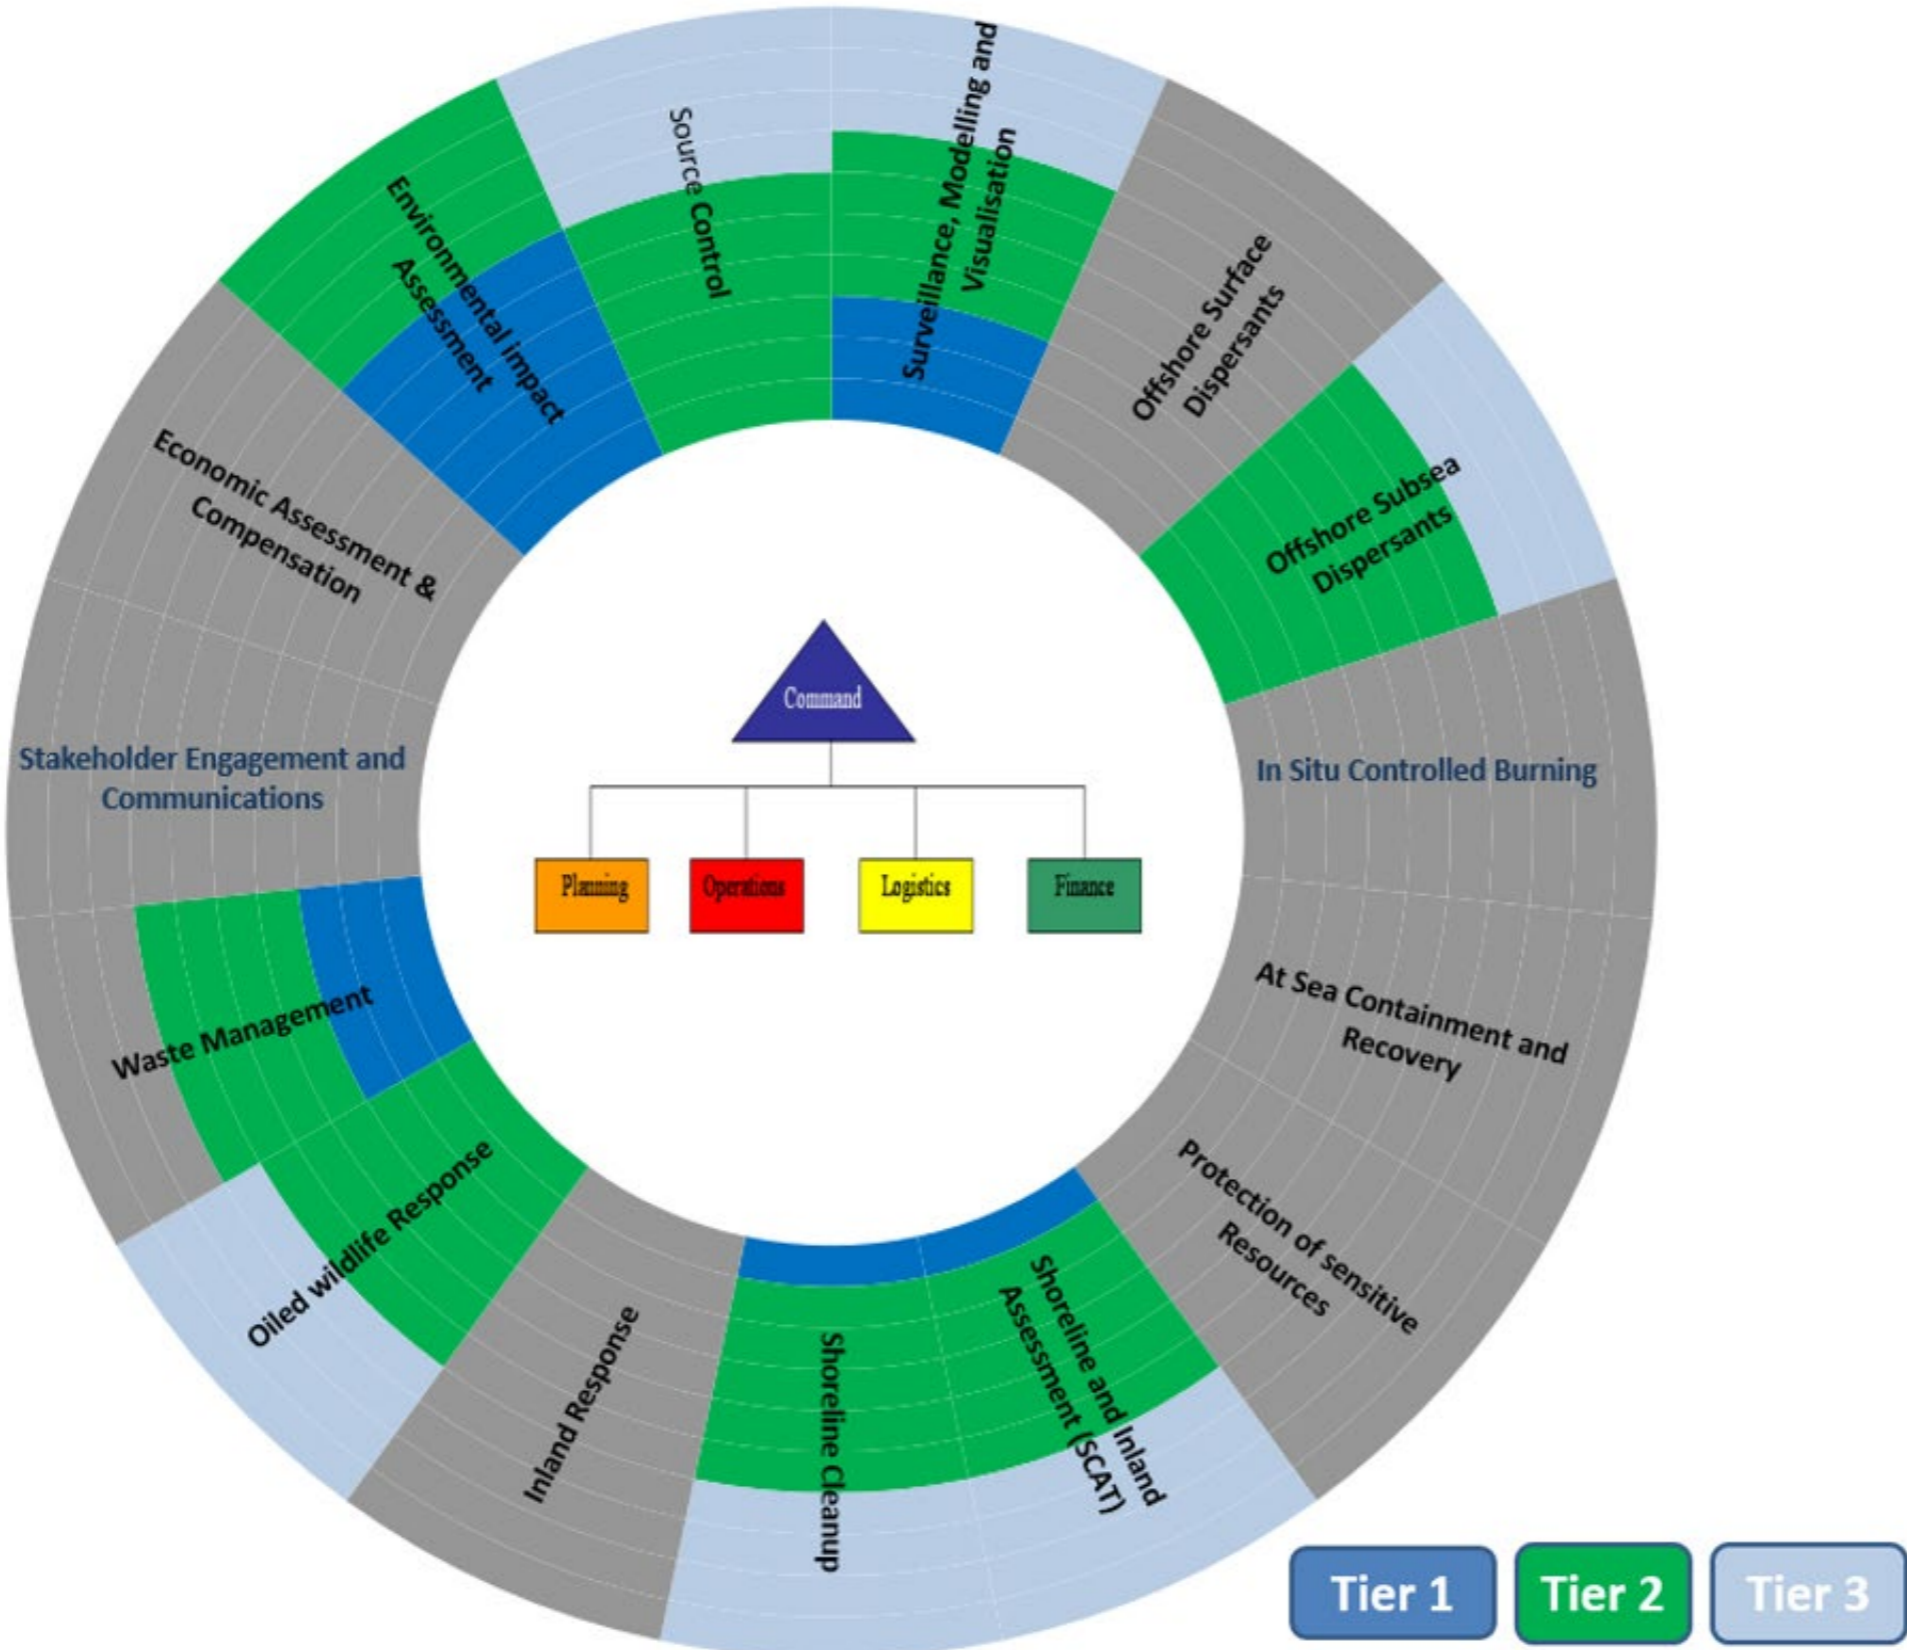 Surveillance, Modelling and
Visualisation
Offshore Surface
Dispersants
Offshore Subsea
Dispersants
In Situ Controlled Burning
At Sea Containment and
Recovery
Protection of sensitive
Resources
Shoreline and Inland
Assessment (SCAT)
Shoreline Cleanup
Inland Response
Oiled wildlife Response
Waste Management
Stakeholder Engagement and
Communications
Economic Assessment &
Compensation
Environmental impact
Assessment
Source Control
Command
Planning
Operations
Logistics
Finance
Tier 1
Tier 2
Tier 3